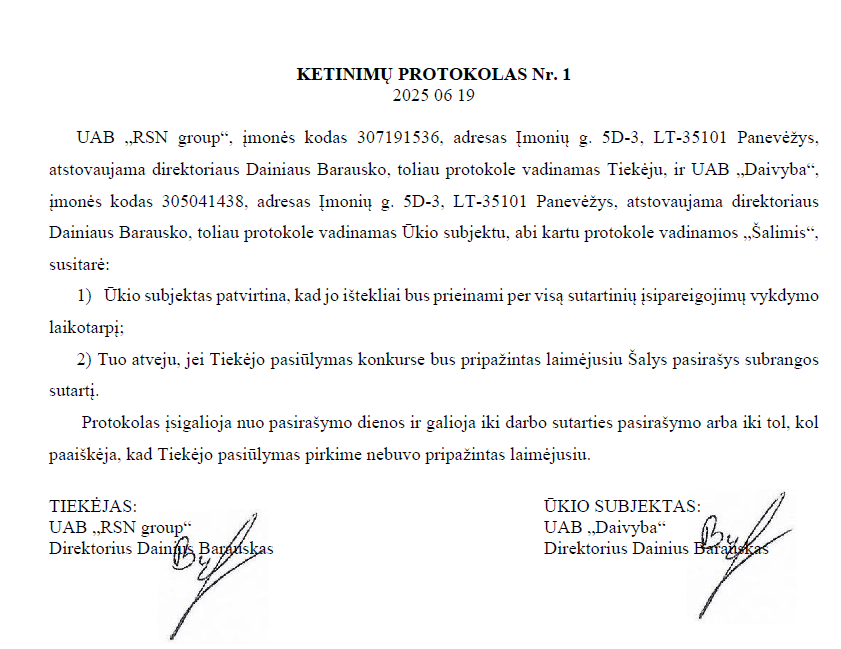 KETINIMŲ PROTOKOLAS Nr. 1
2025 06 19
UAB „RSN group“, įmonės kodas 307191536, adresas Įmonių g. 5D-3, LT-35101 Panevėžys,
atstovaujama direktoriaus Dainiaus Barausko, toliau protokole vadinamas Tiekėju, ir UAB „Daivyba“,
įmonės kodas 305041438, adresas Įmonių g. 5D-3, LT-35101 Panevėžys, atstovaujama direktoriaus
Dainiaus Barausko, toliau protokole vadinamas Ūkio subjektu, abi kartu protokole vadinamos „Šalimis“,
susitarė:
1) Ūkio subjektas patvirtina, kad jo ištekliai bus prieinami per visą sutartinių įsipareigojimų vykdymo
laikotarpį;
2) Tuo atveju, jei Tiekėjo pasiūlymas konkurse bus pripažintas laimėjusiu Šalys pasirašys subrangos
sutartį.
Protokolas įsigalioja nuo pasirašymo dienos ir galioja iki darbo sutarties pasirašymo arba iki tol, kol
paaiškėja, kad Tiekėjo pasiūlymas pirkime nebuvo pripažintas laimėjusiu.
TIEKĖJAS:
UAB „RSN group“
Direktorius Dainius Barauskas
ŪKIO SUBJEKTAS:
UAB „Daivyba“
Direktorius Dainius Barauskas